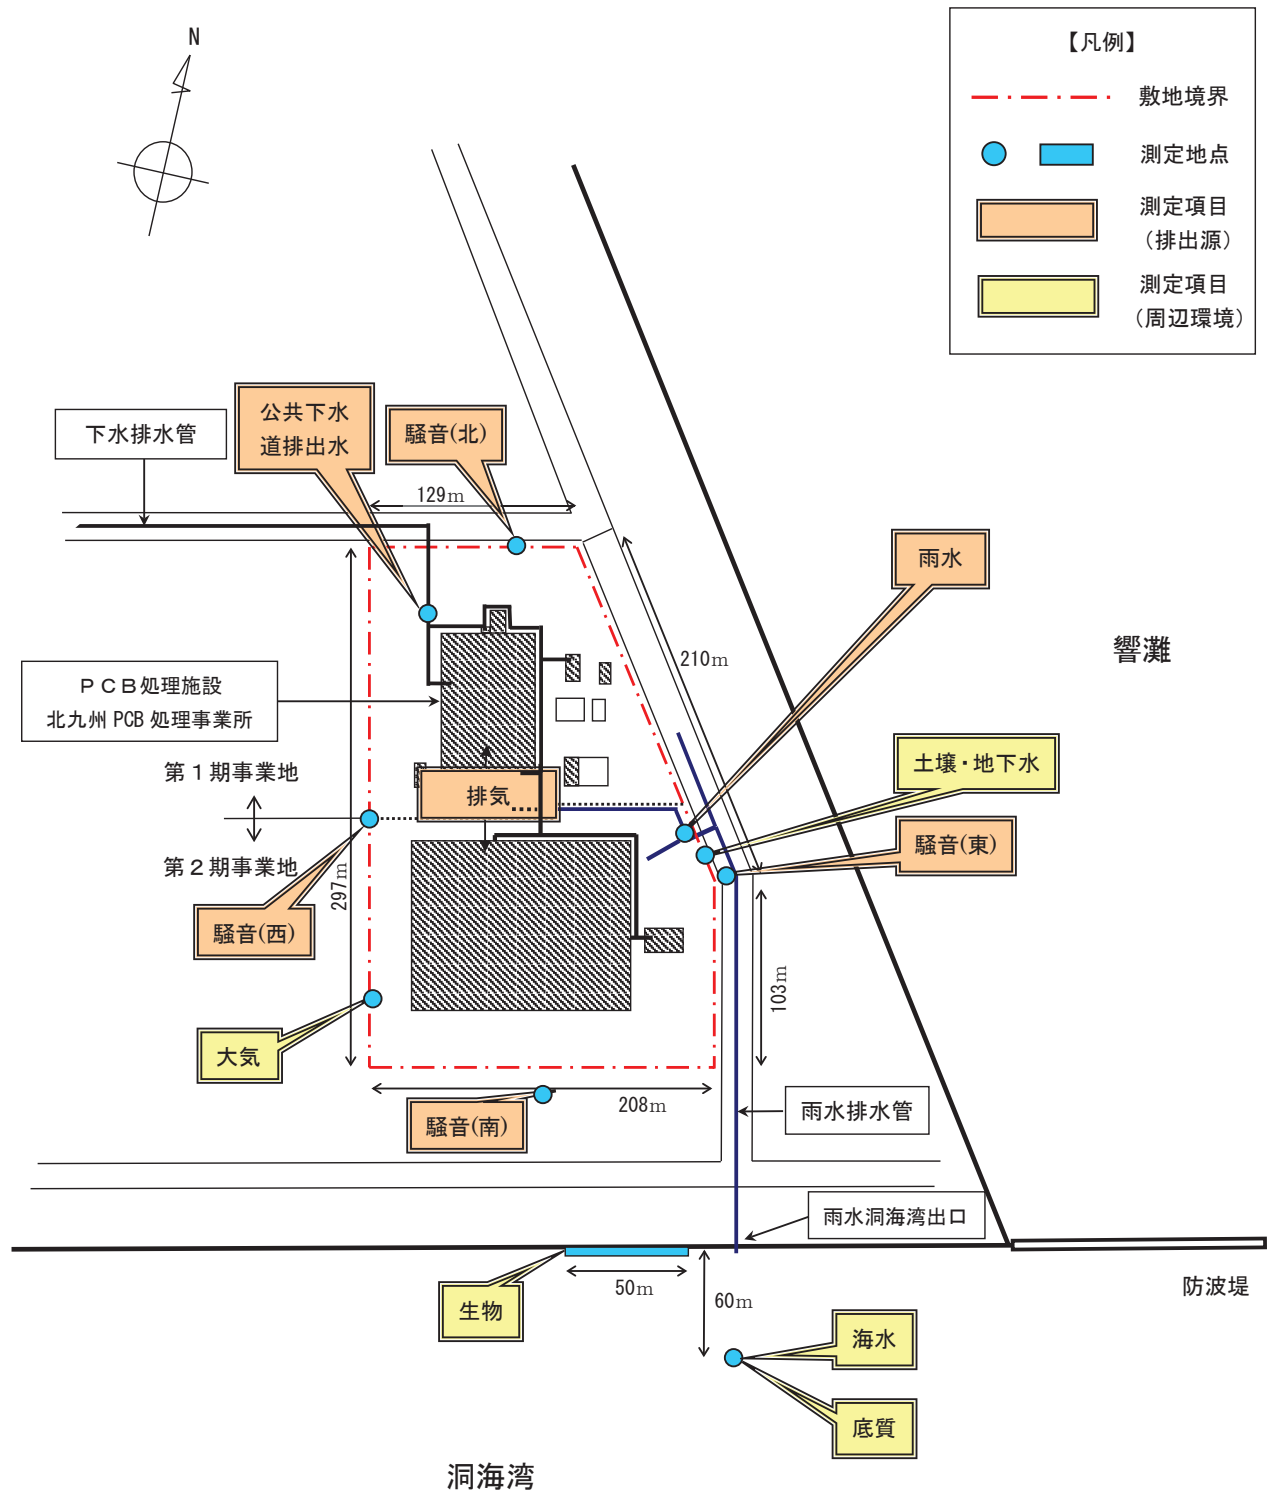 N
【凡例】
敷地境界
測定地点
測定項目
(排出源)
測定項目
(周辺環境)
公共下水
道排出水
下水排水管
騒音(北)
129m
雨水
響灘
210m
PCB処理施設
北九州 PCB 処理事業所
土壌・地下水
第1期事業地
排気
騒音(東)
第2期事業地
297m
騒音(西)
103m
大気
208m
騒音(南)
雨水排水管
雨水洞海湾出口
50m
60m
防波堤
生物
海水
底質
洞海湾